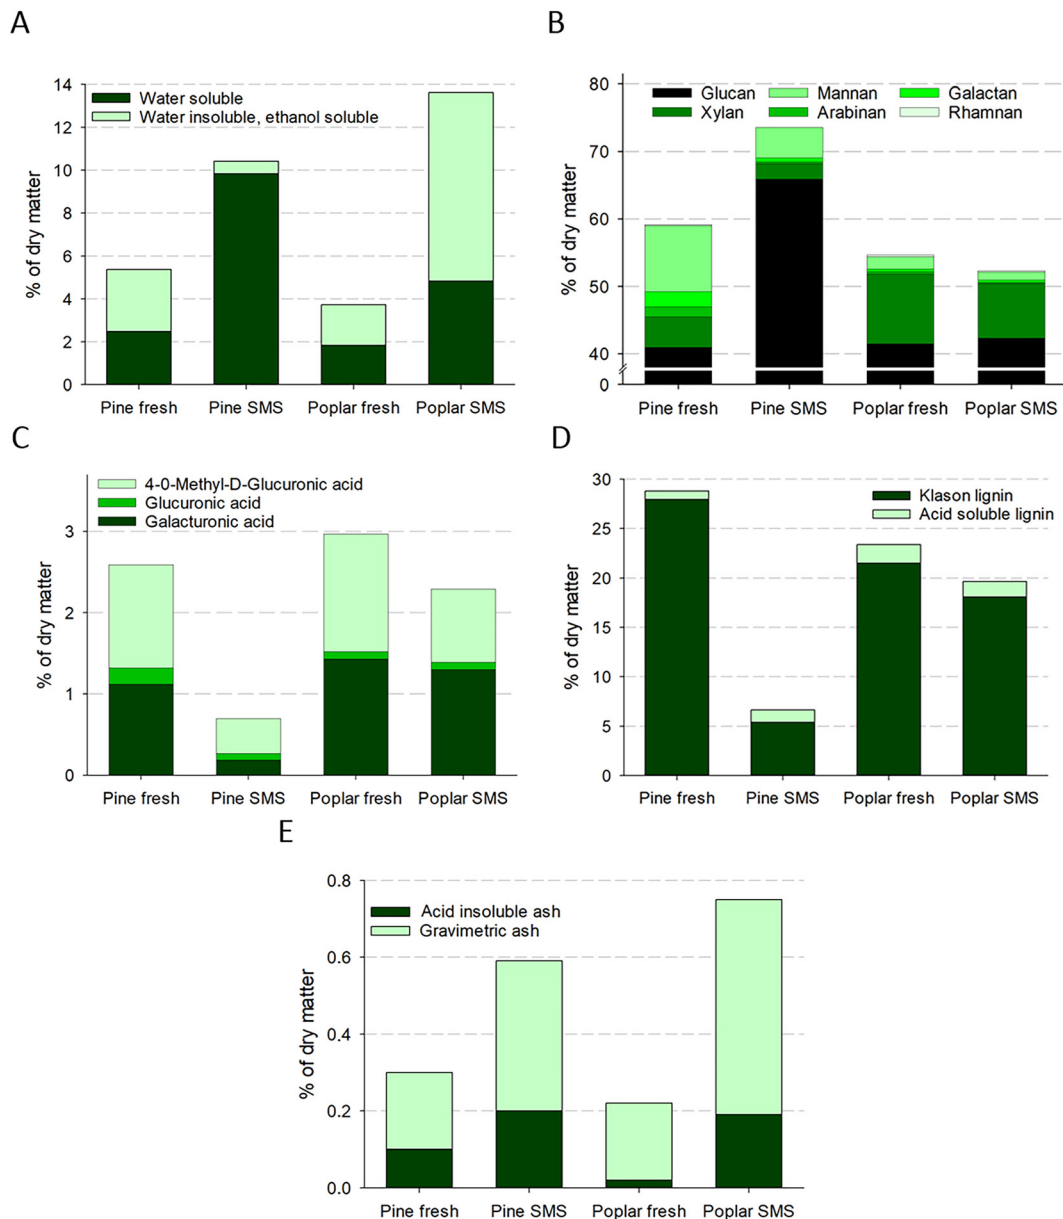 A
14
12
10
8
6
4
2
0
% of dry matter
Water soluble
Water insoluble, ethanol soluble
Pine fresh Pine SMS Poplar fresh Poplar SMS
B
80
70
60
50
40
0
% of dry matter
Glucan Mannan Galactan
Xylan Arabinan Rhamnan
Pine fresh Pine SMS Poplar fresh Poplar SMS
C
3
2
1
0
% of dry matter
4-0-Methyl-D-Glucuronic acid
Glucuronic acid
Galacturonic acid
Pine fresh Pine SMS Poplar fresh Poplar SMS
D
30
25
20
15
10
5
0
% of dry matter
Klason lignin
Acid soluble lignin
Pine fresh Pine SMS Poplar fresh Poplar SMS
E
0.8
0.6
0.4
0.2
0.0
% of dry matter
Acid insoluble ash
Gravimetric ash
Pine fresh Pine SMS Poplar fresh Poplar SMS